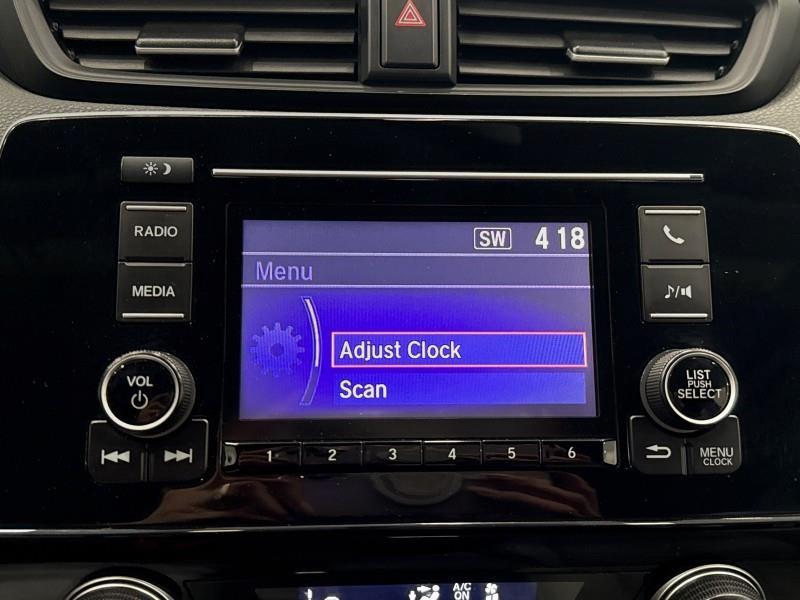 RADIO
MEDIA
VOL
SW 4 18
Menu
Adjust Clock
Scan
LIST
PUSH
SELECT
MENU
CLOCK
1 2 3 4 5 6
A/C
ON